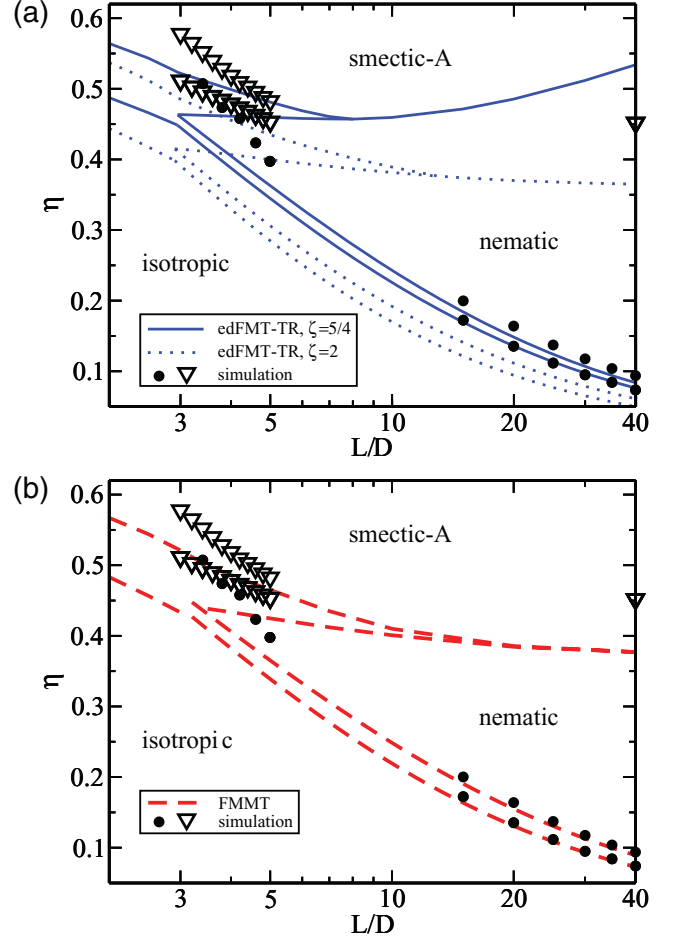 (a)
0.6
smectic-A
0.5
0.4
η
0.3
nematic
isotropic
0.2
edFMT-TR, ζ=5/4
edFMT-TR, ζ=2
simulation
0.1
3
5
10
20
40
L/D
(b)
0.6
smectic-A
0.5
0.4
η
0.3
nematic
isotropi c
0.2
FMMT
simulation
0.1
3
5
10
20
40
L/D